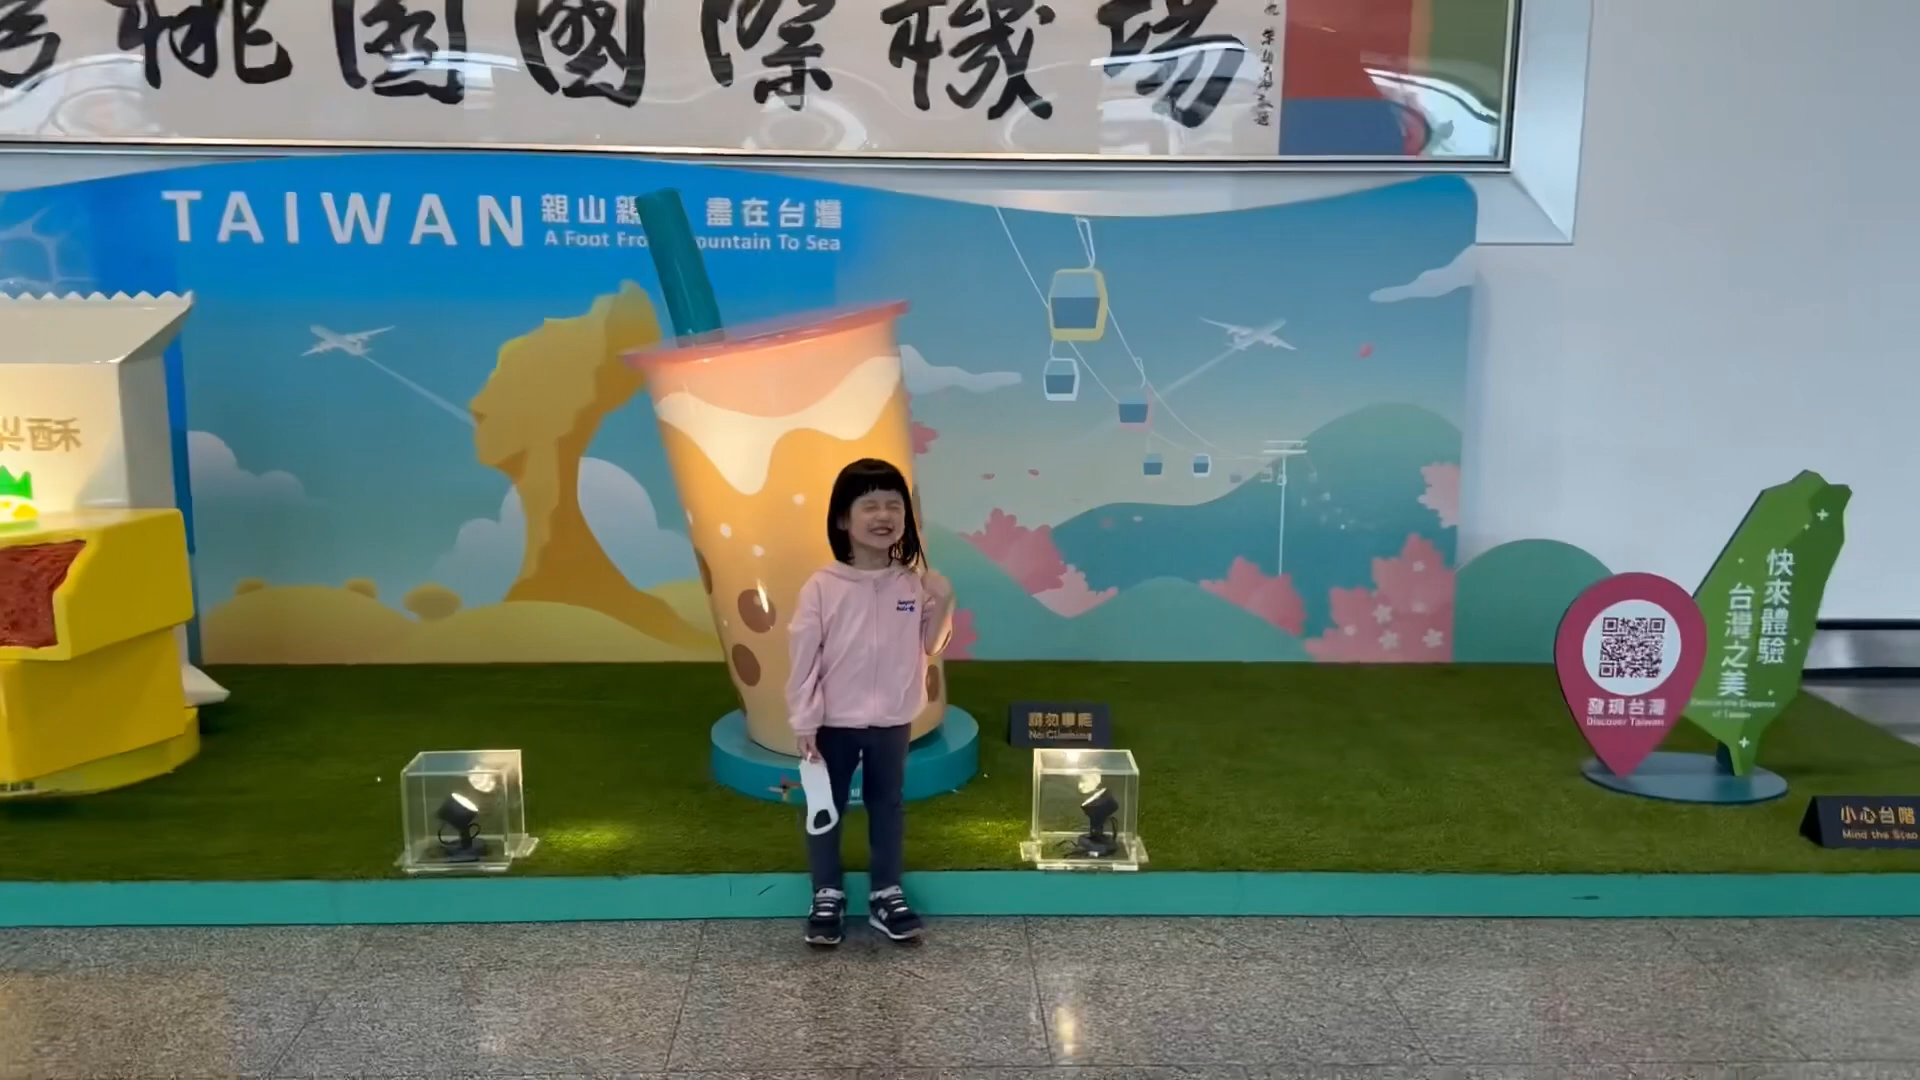 桃園國際機場
TAIWAN
親山親 盡在台灣
A Foot Fro ountain To Sea
梨酥
請勿攀爬
No Climbing
快來體驗
台灣之美
發現台灣
Discover Taiwan
小心台階
Mind the Step